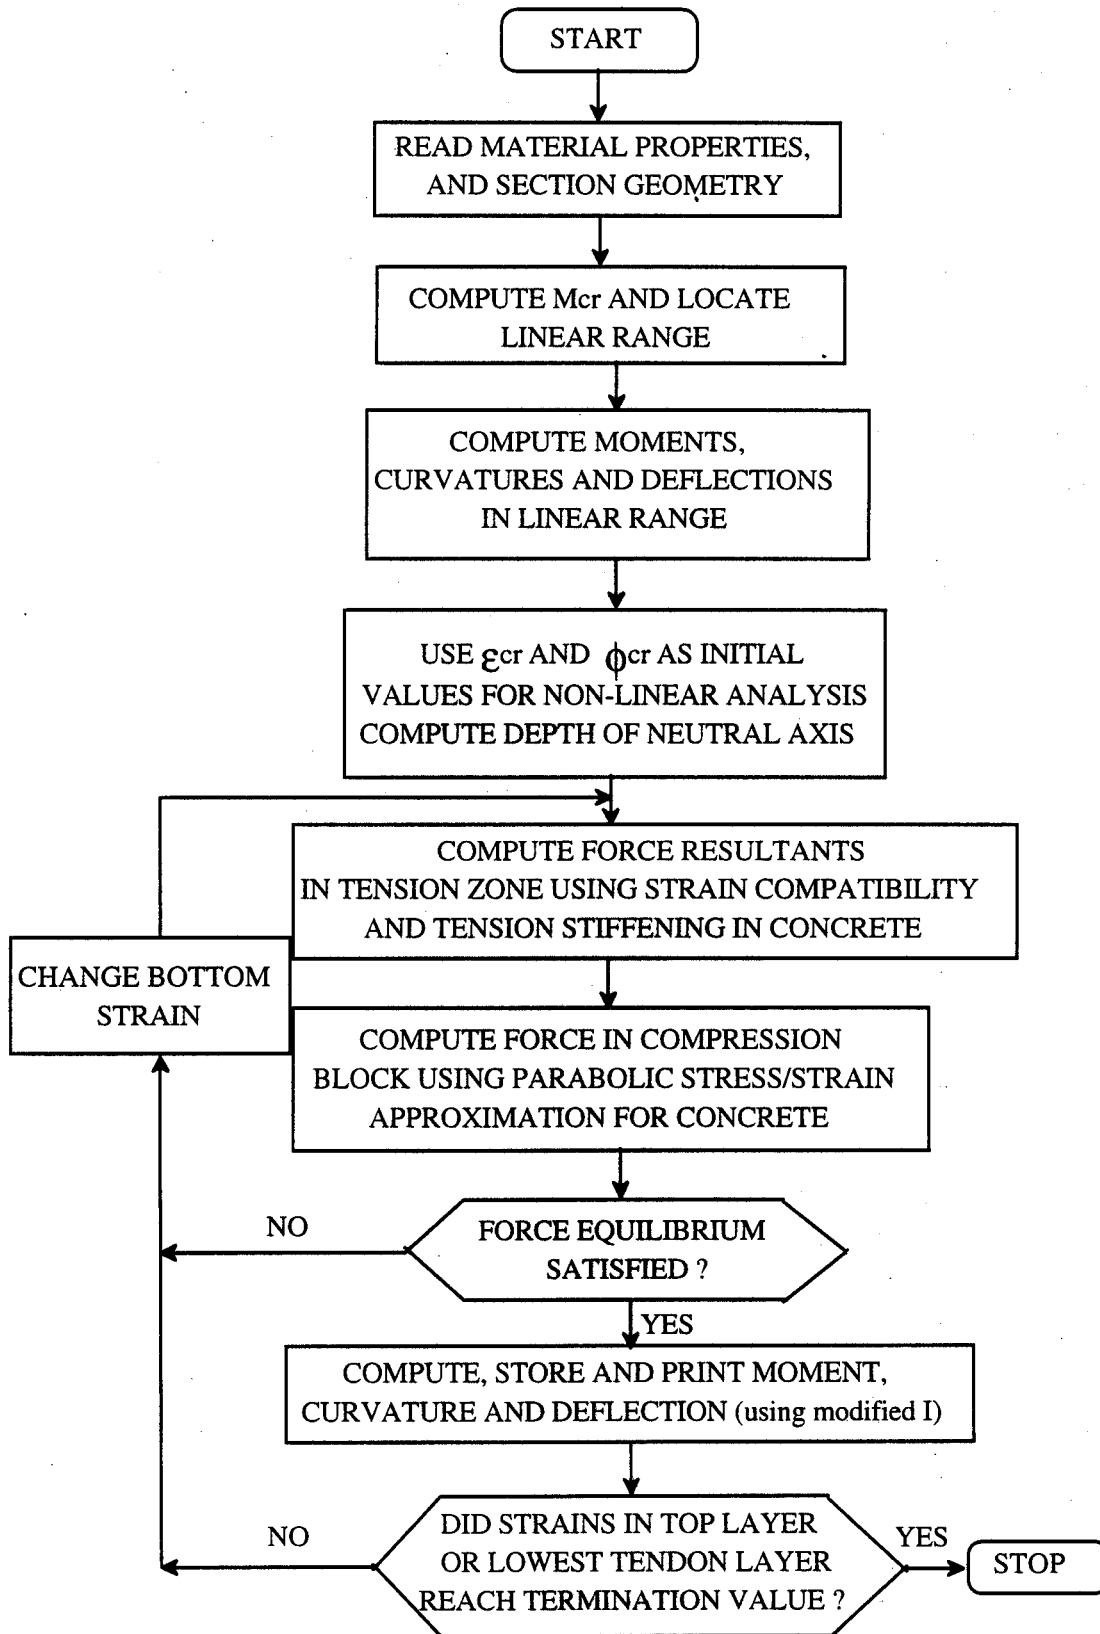 START
READ MATERIAL PROPERTIES,
AND SECTION GEOMETRY
COMPUTE Mcr AND LOCATE
LINEAR RANGE
COMPUTE MOMENTS,
CURVATURES AND DEFLECTIONS
IN LINEAR RANGE
USE εcr AND ϕcr AS INITIAL
VALUES FOR NON-LINEAR ANALYSIS
COMPUTE DEPTH OF NEUTRAL AXIS
COMPUTE FORCE RESULTANTS
IN TENSION ZONE USING STRAIN COMPATIBILITY
AND TENSION STIFFENING IN CONCRETE
CHANGE BOTTOM
STRAIN
COMPUTE FORCE IN COMPRESSION
BLOCK USING PARABOLIC STRESS/STRAIN
APPROXIMATION FOR CONCRETE
NO
FORCE EQUILIBRIUM
SATISFIED ?
YES
COMPUTE, STORE AND PRINT MOMENT,
CURVATURE AND DEFLECTION (using modified I)
NO
DID STRAINS IN TOP LAYER
OR LOWEST TENDON LAYER
REACH TERMINATION VALUE ?
YES
STOP